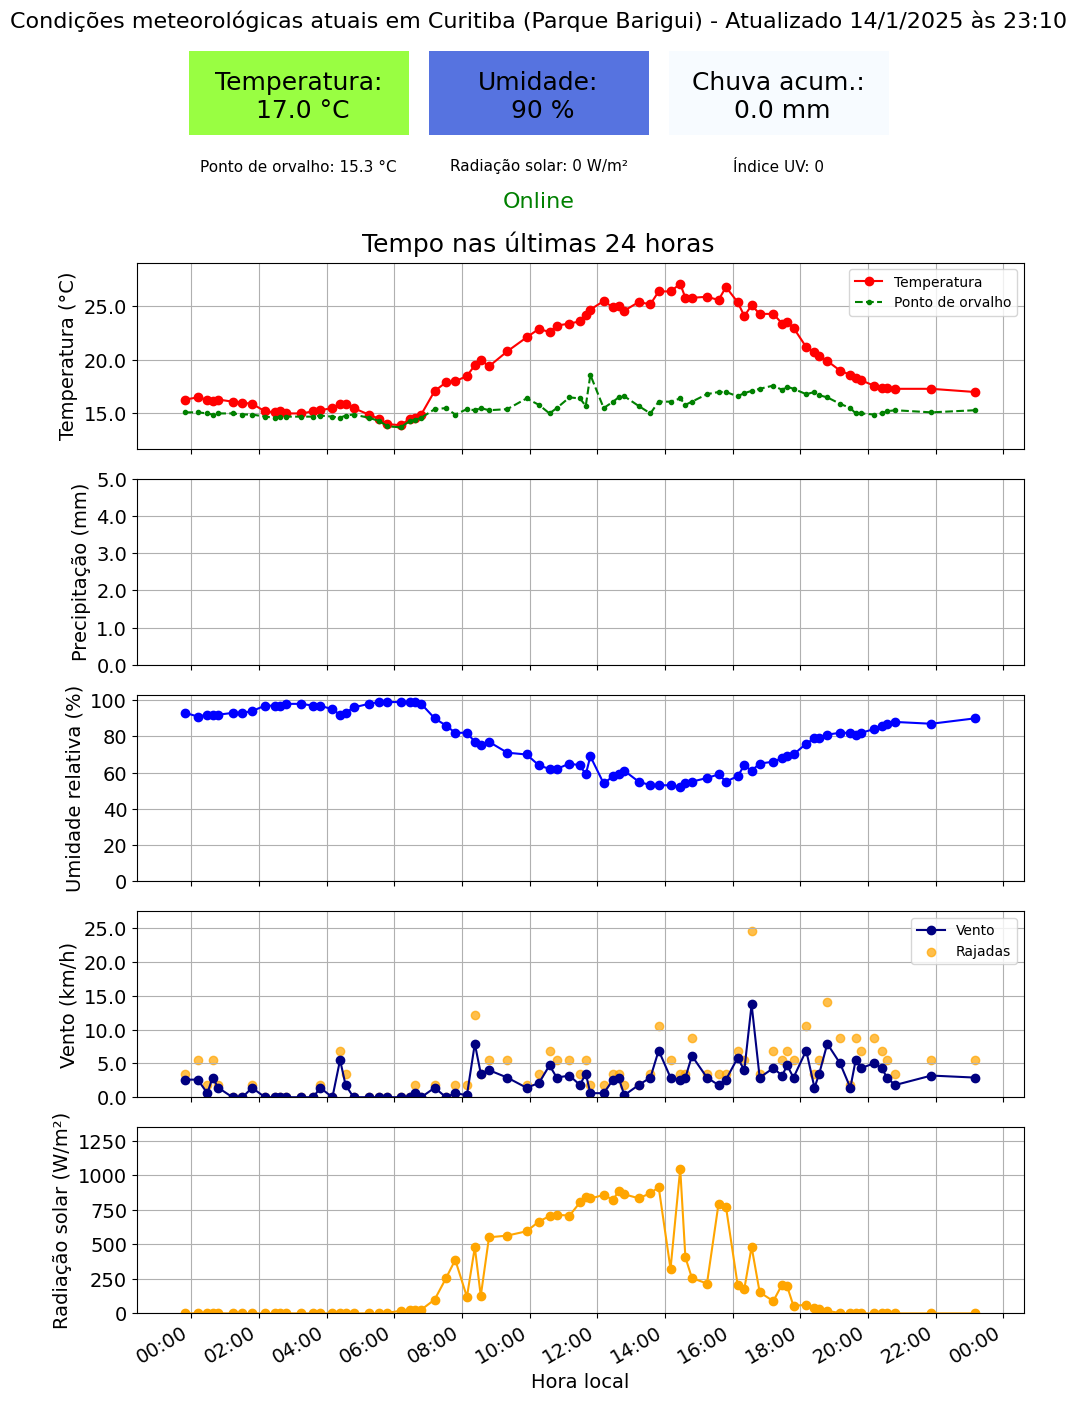 Condições meteorológicas atuais em Curitiba (Parque Barigui) - Atualizado 14/1/2025 às 23:10
Temperatura:
17.0 °C
Umidade:
90 %
Chuva acum.:
0.0 mm
Ponto de orvalho: 15.3 °C
Radiação solar: 0 W/m²
Índice UV: 0
Online
Tempo nas últimas 24 horas
Temperatura (°C)
25.0
20.0
15.0
Temperatura
Ponto de orvalho
Precipitação (mm)
5.0
4.0
3.0
2.0
1.0
0.0
Umidade relativa (%)
100
80
60
40
20
0
Vento (km/h)
25.0
20.0
15.0
10.0
5.0
0.0
Vento
Rajadas
Radiação solar (W/m²)
1250
1000
750
500
250
0
00:00
02:00
04:00
06:00
08:00
10:00
12:00
14:00
16:00
18:00
20:00
22:00
00:00
Hora local